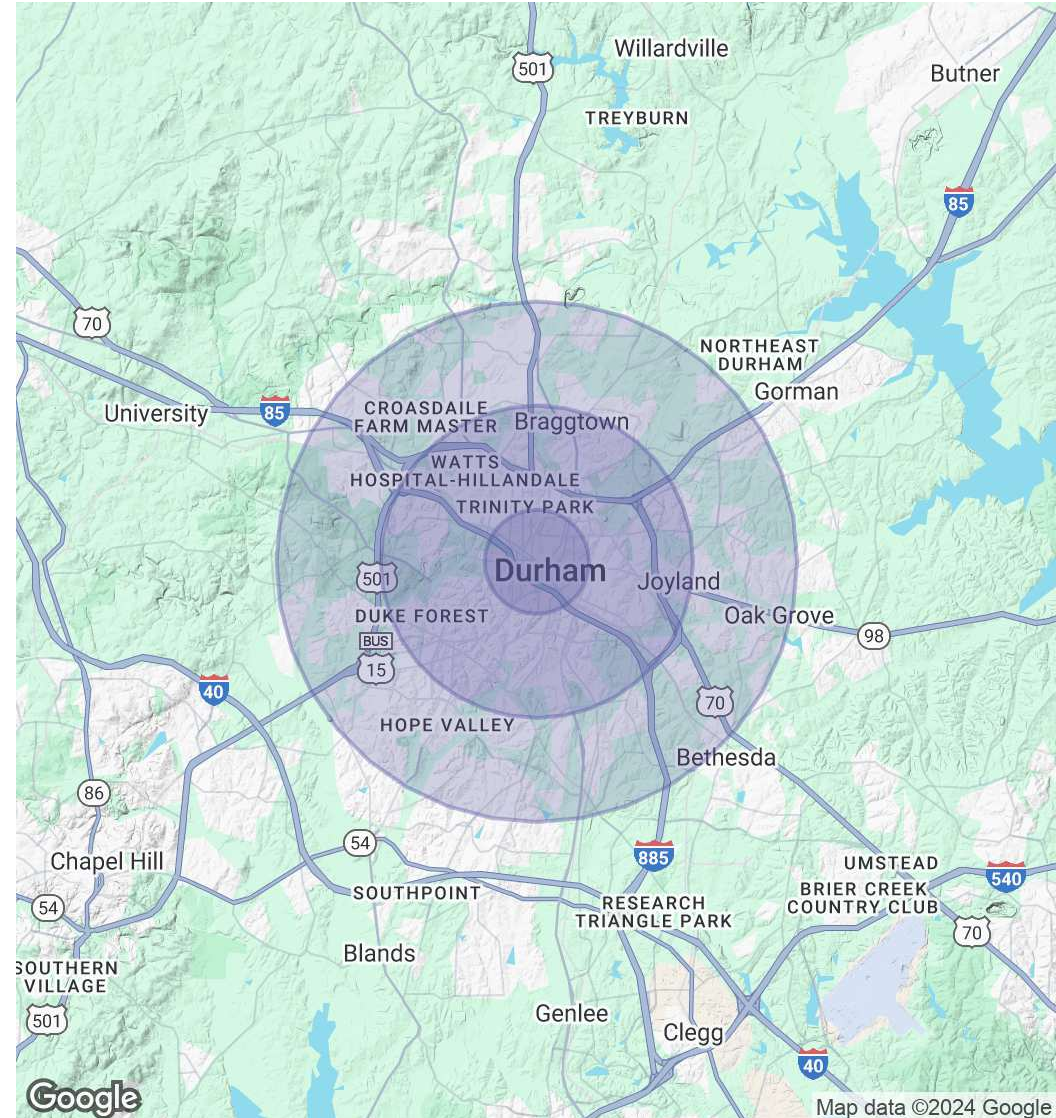 Willardville
501
Butner
TREYBURN
85
70
NORTHEAST
DURHAM
Gorman
University
85
CROASDAILE
FARM MASTER
Braggtown
WATTS
HOSPITAL-HILLANDALE
TRINITY PARK
Durham
501
Joyland
DUKE FOREST
Oak Grove
98
BUS
15
40
70
HOPE VALLEY
Bethesda
86
54
Chapel Hill
885
UMSTEAD
540
SOUTHPOINT
BRIER CREEK
COUNTRY CLUB
54
RESEARCH
TRIANGLE PARK
70
Blands
SOUTHERN
VILLAGE
501
Genlee
Clegg
40
Google
Map data ©2024 Google